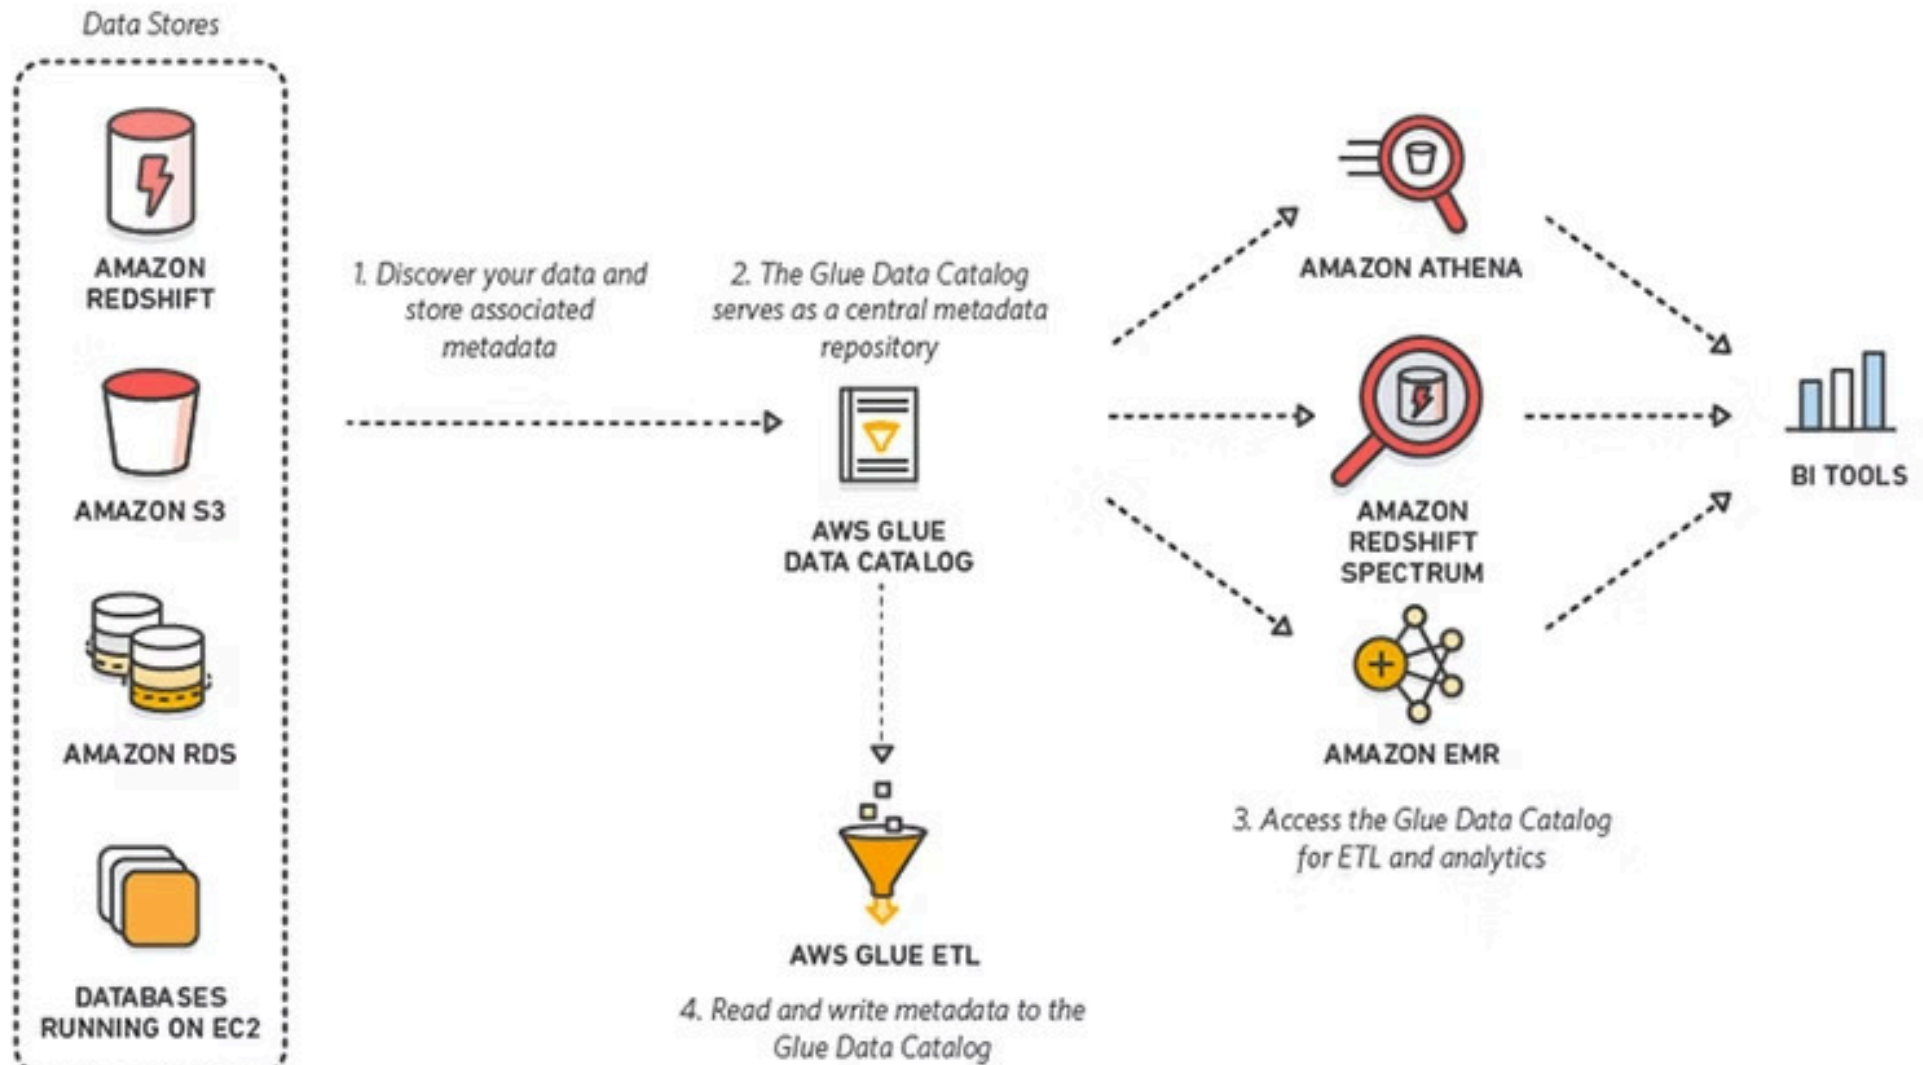 Data Stores
AMAZON
REDSHIFT
AMAZON S3
AMAZON RDS
DATABASES
RUNNING ON EC2
1. Discover your data and
store associated
metadata
2. The Glue Data Catalog
serves as a central metadata
repository
AWS GLUE
DATA CATALOG
AWS GLUE ETL
4. Read and write metadata to the
Glue Data Catalog
AMAZON ATHENA
AMAZON
REDSHIFT
SPECTRUM
AMAZON EMR
3. Access the Glue Data Catalog
for ETL and analytics
BI TOOLS